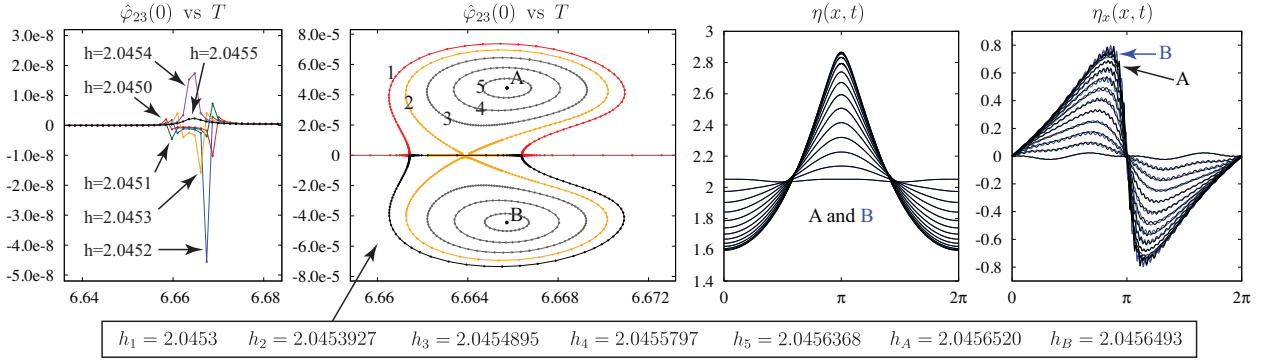 φ̂₂₃(0) vs T
3.0e-8
2.0e-8
1.0e-8
0
-1.0e-8
-2.0e-8
-3.0e-8
-4.0e-8
-5.0e-8
h=2.0454
h=2.0455
h=2.0450
h=2.0451
h=2.0453
h=2.0452
6.64
6.66
6.68
φ̂₂₃(0) vs T
8.0e-5
6.0e-5
4.0e-5
2.0e-5
0
-2.0e-5
-4.0e-5
-6.0e-5
-8.0e-5
1
2
3
4
5
A
B
6.66
6.664
6.668
6.672
η(x, t)
3
2.8
2.6
2.4
2.2
2
1.8
1.6
1.4
A and B
0
π
2π
ηₓ(x, t)
0.8
0.6
0.4
0.2
0
-0.2
-0.4
-0.6
-0.8
B
A
0
π
2π
h₁ = 2.0453 h₂ = 2.0453927 h₃ = 2.0454895 h₄ = 2.0455797 h₅ = 2.0456368 h_A = 2.0456520 h_B = 2.0456493